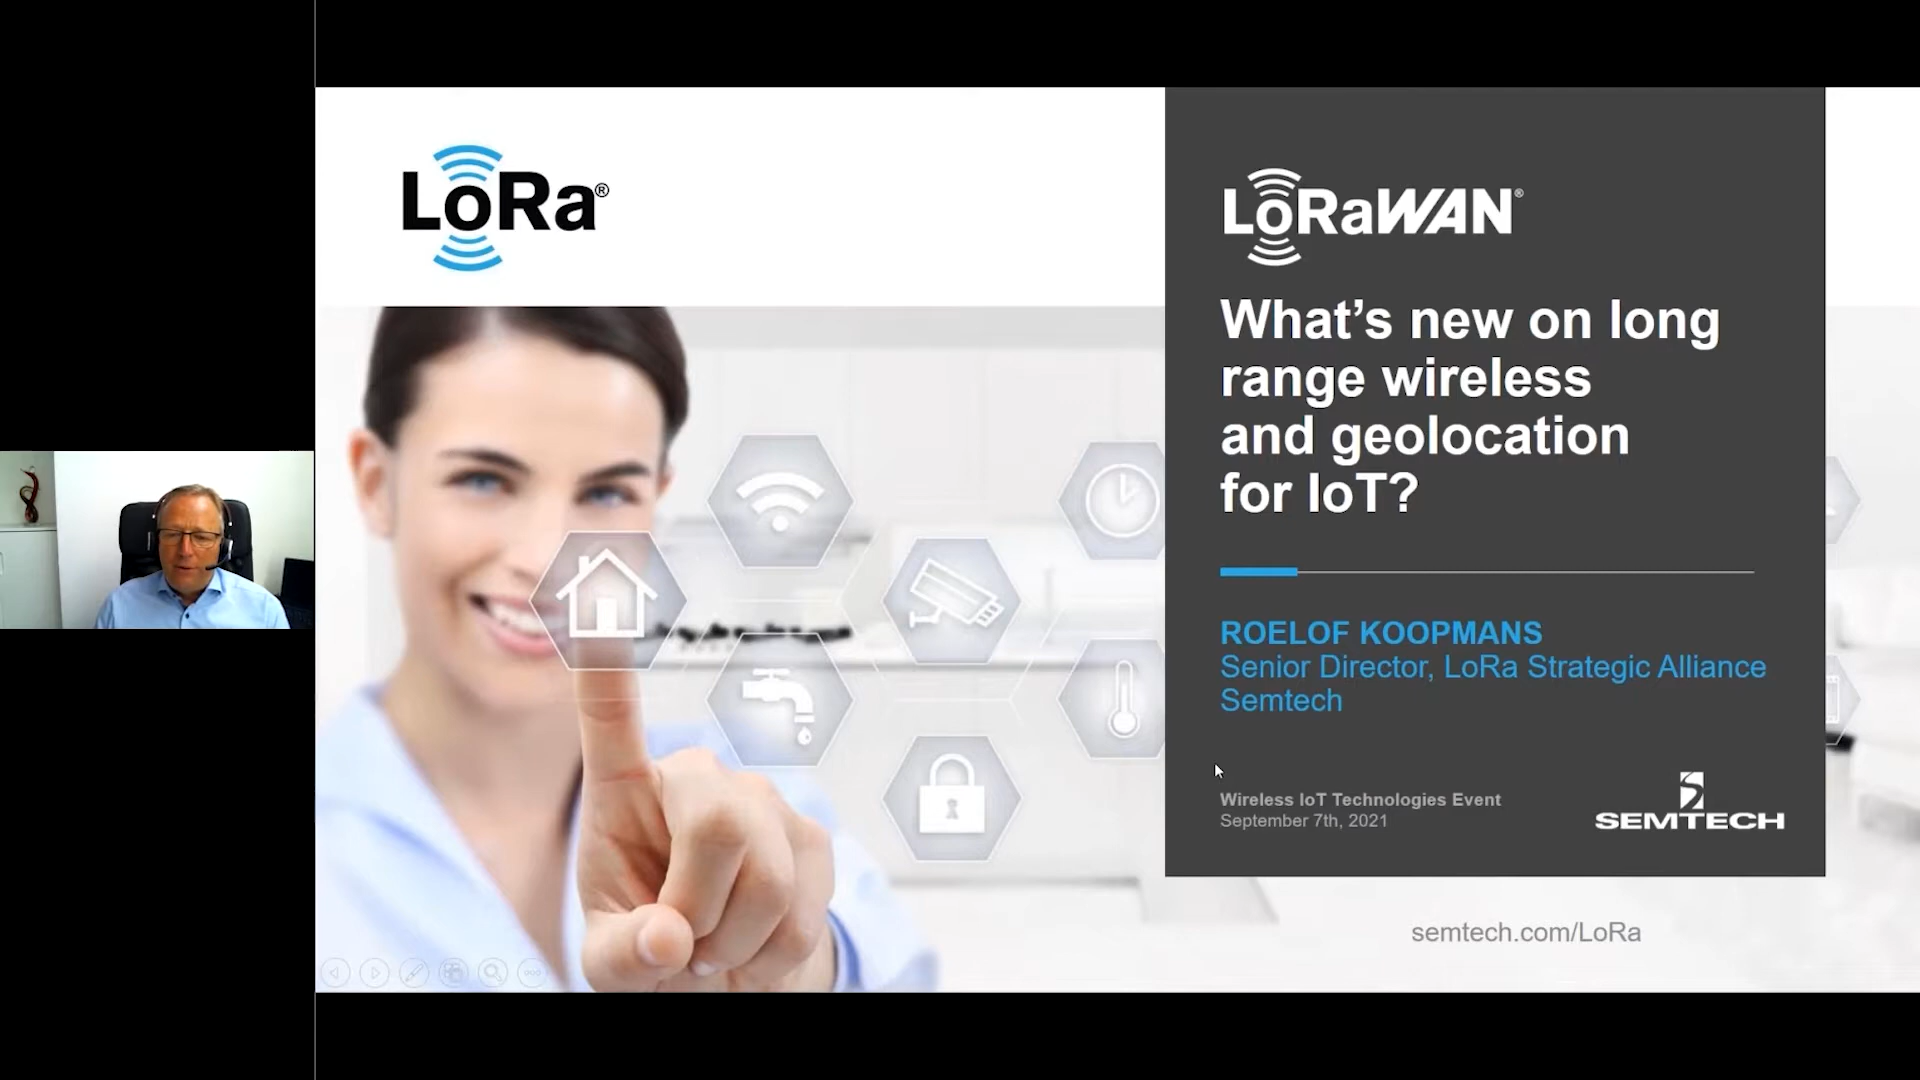 LoRa®
LoRaWAN®
What’s new on long
range wireless
and geolocation
for IoT?
ROELOF KOOPMANS
Senior Director, LoRa Strategic Alliance
Semtech
Wireless IoT Technologies Event
September 7th, 2021
SEMTECH
semtech.com/LoRa